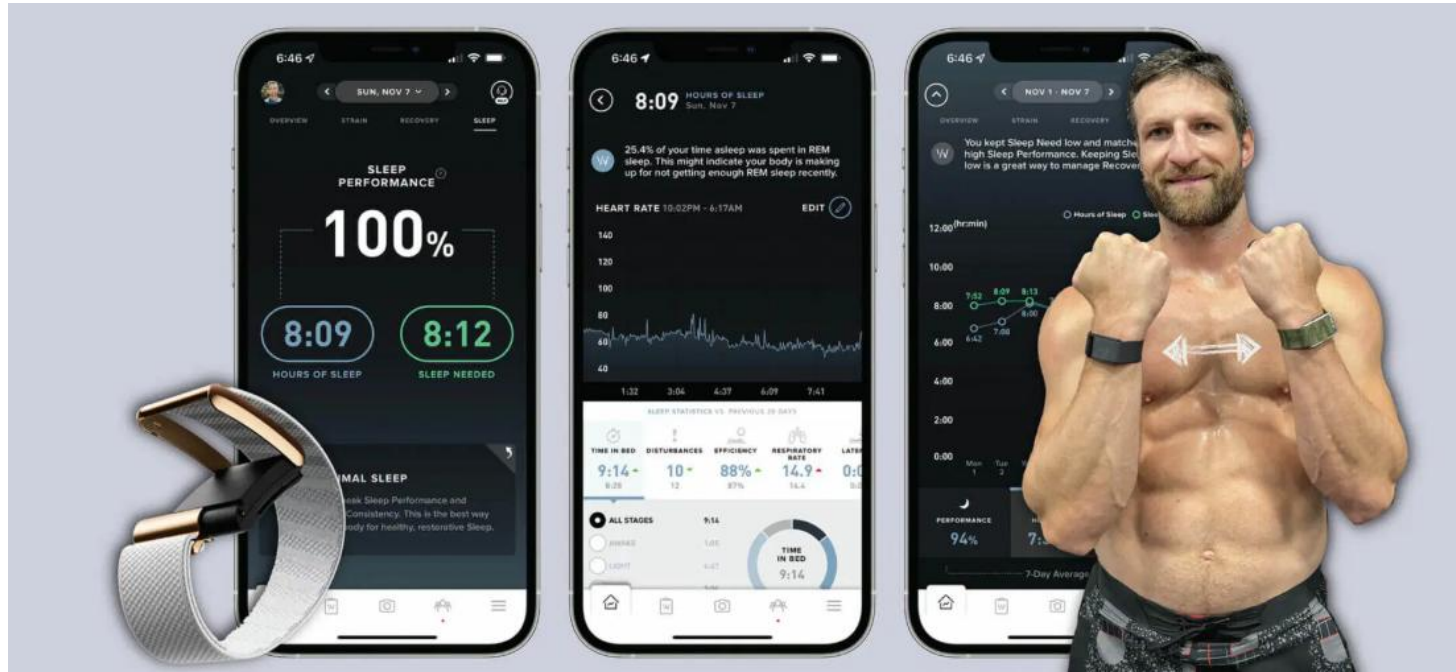 6:46
SUN, NOV 7
OVERVIEW STRAIN RECOVERY SLEEP
SLEEP
PERFORMANCE
100%
8:09 8:12
HOURS OF SLEEP SLEEP NEEDED
MAL SLEEP
eak Sleep Performance and
Consistency. This is the best way
ody for healthy, restorative Sleep.
6:46
8:09 HOURS OF SLEEP
Sun, Nov 7
W
25.4% of your time asleep was spent in REM
sleep. This might indicate your body is making
up for not getting enough REM sleep recently.
HEART RATE 10:02PM - 6:17AM EDIT
140
120
100
80
60
40
1:32 3:04 4:37 6:09 7:41
SLEEP STATISTICS VS. PREVIOUS DAYS
TIME IN BED DISTURBANCES EFFICIENCY RESPIRATORY
RATE
9:14 10 88% 14.9
12 87% 14.4
ALL STAGES 9:14
AWAKE
LIGHT
TIME
IN BED
9:14
6:46
NOV 1 - NOV 7
OVERVIEW STRAIN RECOVERY
W
You kept Sleep Need low and matche
high Sleep Performance. Keeping Sle
low is a great way to manage Recover
Hours of Sleep
12:00 (hr:min)
10:00
8:00
6:00
4:00
2:00
0:00
7:52 8:09 8:13
6:42 7:00 8:00
Mon Tue
1 2
PERFORMANCE
94%
7-Day Average